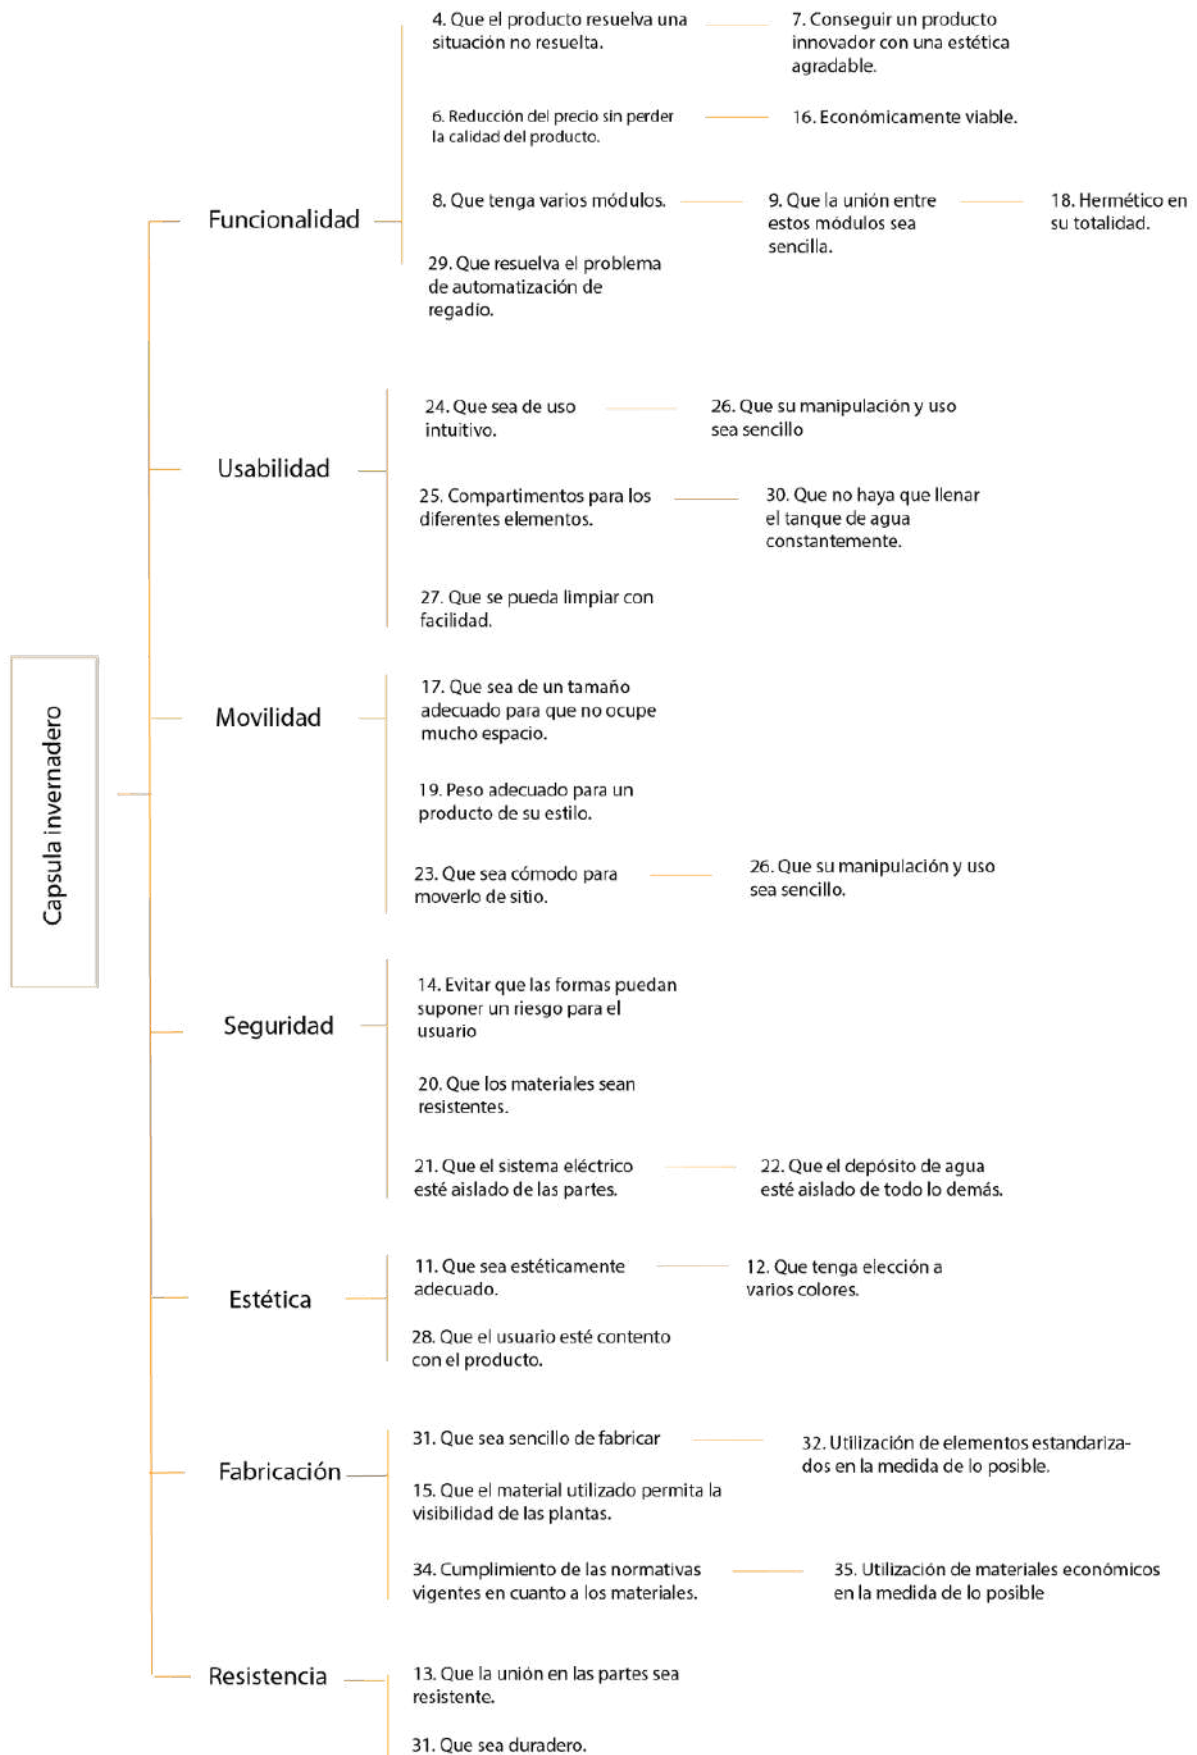 4. Que el producto resuelva una
situación no resuelta.
7. Conseguir un producto
innovador con una estética
agradable.
6. Reducción del precio sin perder
la calidad del producto.
16. Económicamente viable.
Funcionalidad
8. Que tenga varios módulos.
9. Que la unión entre
estos módulos sea
sencilla.
18. Hermético en
su totalidad.
29. Que resuelva el problema
de automatización de
regadío.
Usabilidad
24. Que sea de uso
intuitivo.
26. Que su manipulación y uso
sea sencillo
25. Compartimentos para los
diferentes elementos.
30. Que no haya que llenar
el tanque de agua
constantemente.
27. Que se pueda limpiar con
facilidad.
Capsula invernadero
Movilidad
17. Que sea de un tamaño
adecuado para que no ocupe
mucho espacio.
19. Peso adecuado para un
producto de su estilo.
23. Que sea cómodo para
moverlo de sitio.
26. Que su manipulación y uso
sea sencillo.
Seguridad
14. Evitar que las formas puedan
suponer un riesgo para el
usuario
20. Que los materiales sean
resistentes.
21. Que el sistema eléctrico
esté aislado de las partes.
22. Que el depósito de agua
esté aislado de todo lo demás.
Estética
11. Que sea estéticamente
adecuado.
12. Que tenga elección a
varios colores.
28. Que el usuario esté contento
con el producto.
Fabricación
31. Que sea sencillo de fabricar
32. Utilización de elementos estandariza-
dos en la medida de lo posible.
15. Que el material utilizado permita la
visibilidad de las plantas.
34. Cumplimiento de las normativas
vigentes en cuanto a los materiales.
35. Utilización de materiales económicos
en la medida de lo posible
Resistencia
13. Que la unión en las partes sea
resistente.
31. Que sea duradero.